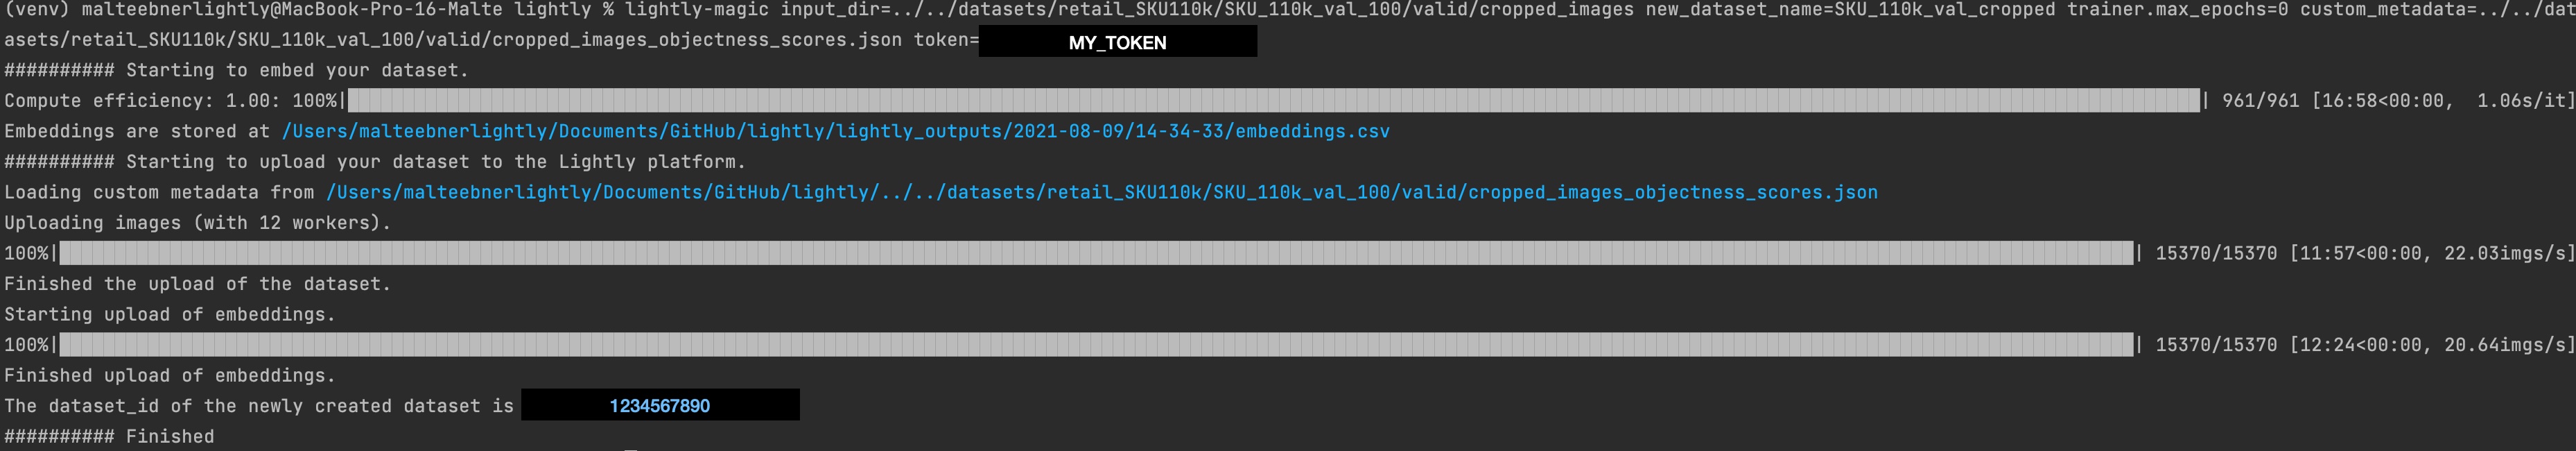 (venv) malteebnerlightly@MacBook-Pro-16-Malte lightly % lightly-magic input_dir=../../datasets/retail_SKU110k/SKU_110k_val_100/valid/cropped_images new_dataset_name=SKU_110k_val_cropped trainer.max_epochs=0 custom_metadata=../../dat
asets/retail_SKU110k/SKU_110k_val_100/valid/cropped_images_objectness_scores.json token= MY_TOKEN
########## Starting to embed your dataset.
Compute efficiency: 1.00: 100%| | 961/961 [16:58<00:00,  1.06s/it]
Embeddings are stored at /Users/malteebnerlightly/Documents/GitHub/lightly/lightly_outputs/2021-08-09/14-34-33/embeddings.csv
########## Starting to upload your dataset to the Lightly platform.
Loading custom metadata from /Users/malteebnerlightly/Documents/GitHub/lightly/../../datasets/retail_SKU110k/SKU_110k_val_100/valid/cropped_images_objectness_scores.json
Uploading images (with 12 workers).
100%| | 15370/15370 [11:57<00:00, 22.03imgs/s]
Finished the upload of the dataset.
Starting upload of embeddings.
100%| | 15370/15370 [12:24<00:00, 20.64imgs/s]
Finished upload of embeddings.
The dataset_id of the newly created dataset is 1234567890
########## Finished